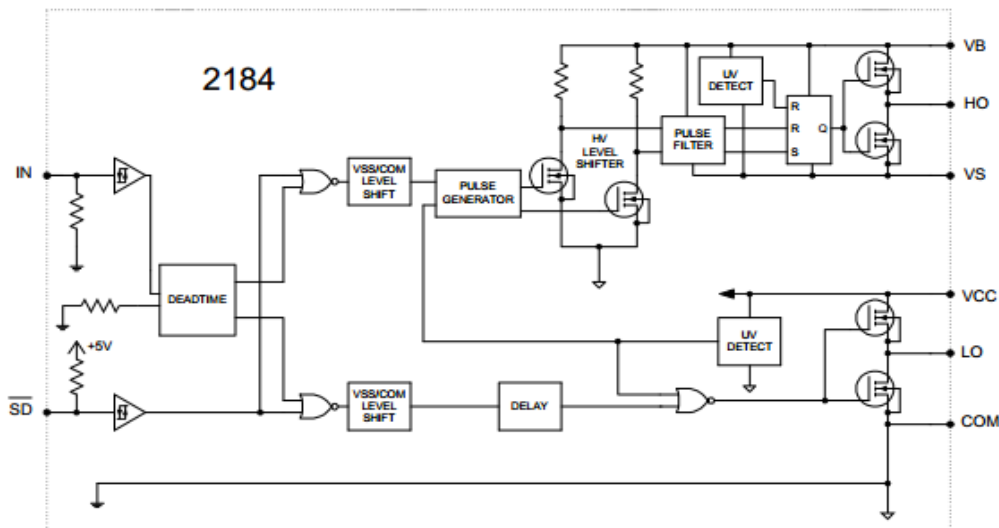 2184
VB
UV
DETECT
HO
R
R
Q
S
PULSE
FILTER
HV
LEVEL
SHIFTER
VS
IN
VSS/COM
LEVEL
SHIFT
PULSE
GENERATOR
DEADTIME
VCC
UV
DETECT
+5V
LO
SD
VSS/COM
LEVEL
SHIFT
DELAY
COM